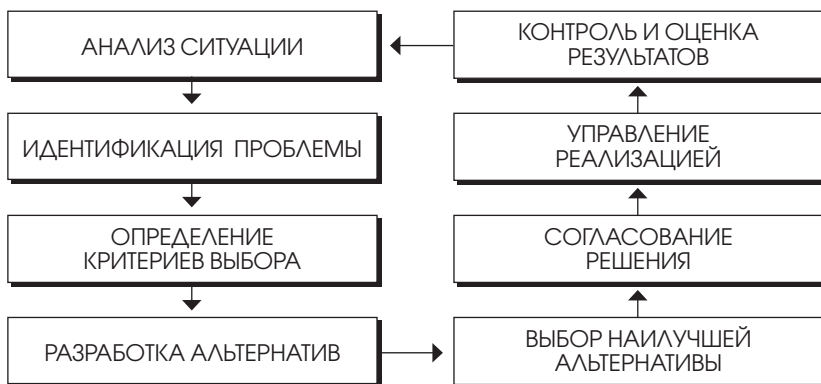 АНАЛИЗ СИТУАЦИИ
ИДЕНТИФИКАЦИЯ ПРОБЛЕМЫ
ОПРЕДЕЛЕНИЕ
КРИТЕРИЕВ ВЫБОРА
РАЗРАБОТКА АЛЬТЕРНАТИВ
ВЫБОР НАИЛУЧШЕЙ
АЛЬТЕРНАТИВЫ
СОГЛАСОВАНИЕ
РЕШЕНИЯ
УПРАВЛЕНИЕ
РЕАЛИЗАЦИЕЙ
КОНТРОЛЬ И ОЦЕНКА
РЕЗУЛЬТАТОВ